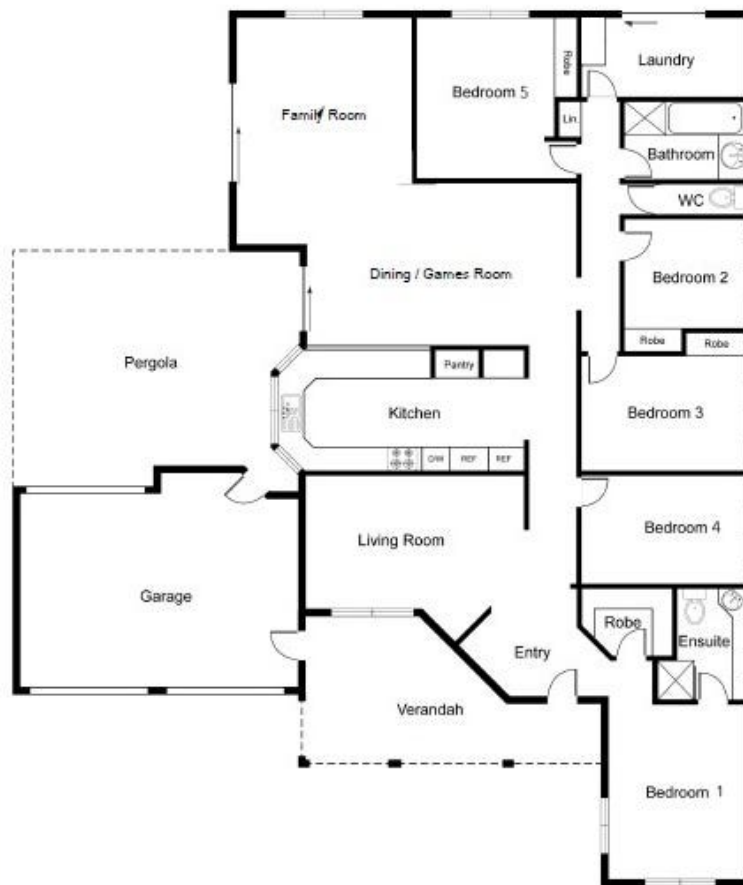 Robe
Laundry
Bedroom 5
Family Room
Lin.
Bathroom
WC
Dining / Games Room
Bedroom 2
Robe
Robe
Pergola
Pantry
Kitchen
Bedroom 3
D/W
REF
REF
Bedroom 4
Living Room
Garage
Robe
Ensuite
Entry
Verandah
Bedroom 1